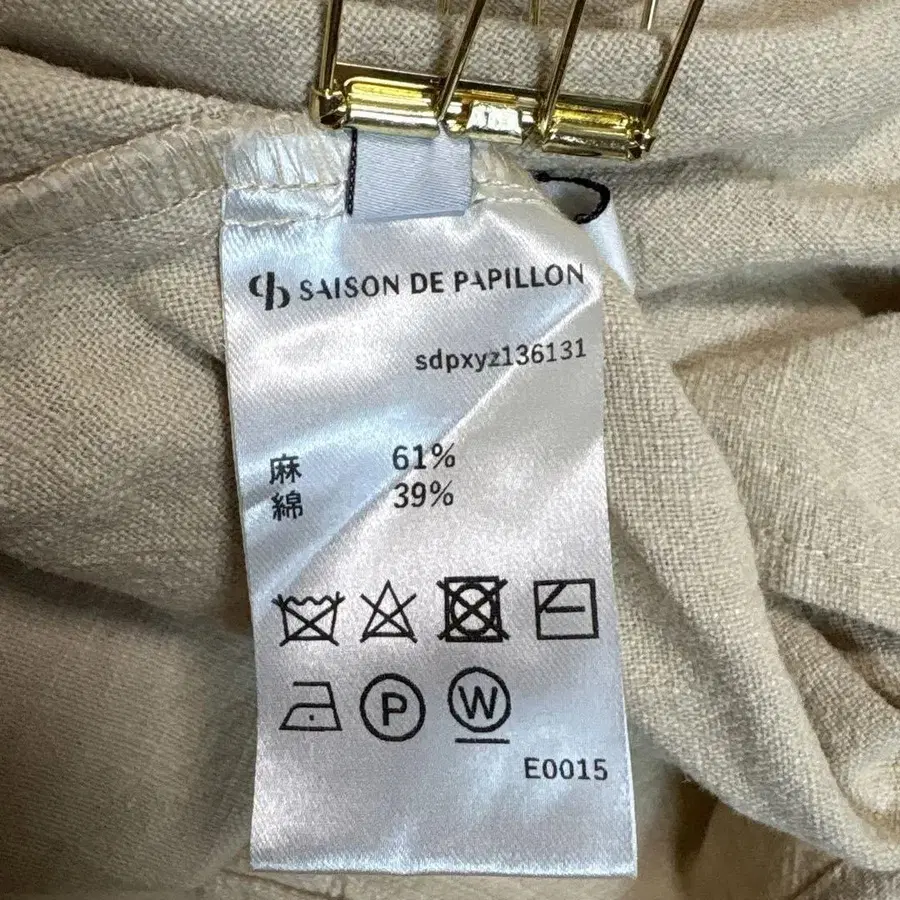 SAISON DE PAPILLON
sdpxyz136131
麻 61%
綿 39%
P W
E0015